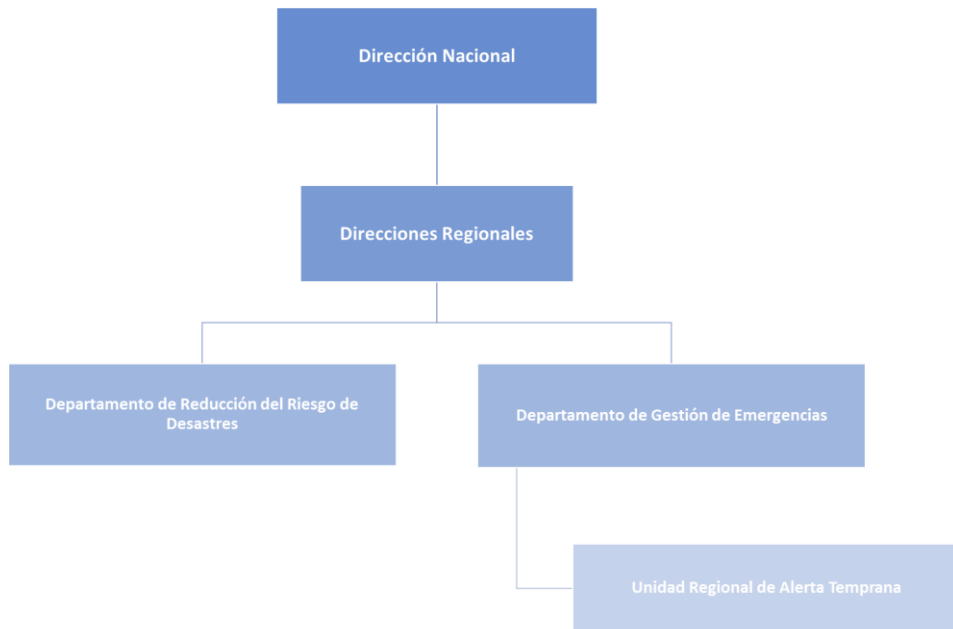 Dirección Nacional
Direcciones Regionales
Departamento de Reducción del Riesgo de
Desastres
Departamento de Gestión de Emergencias
Unidad Regional de Alerta Temprana